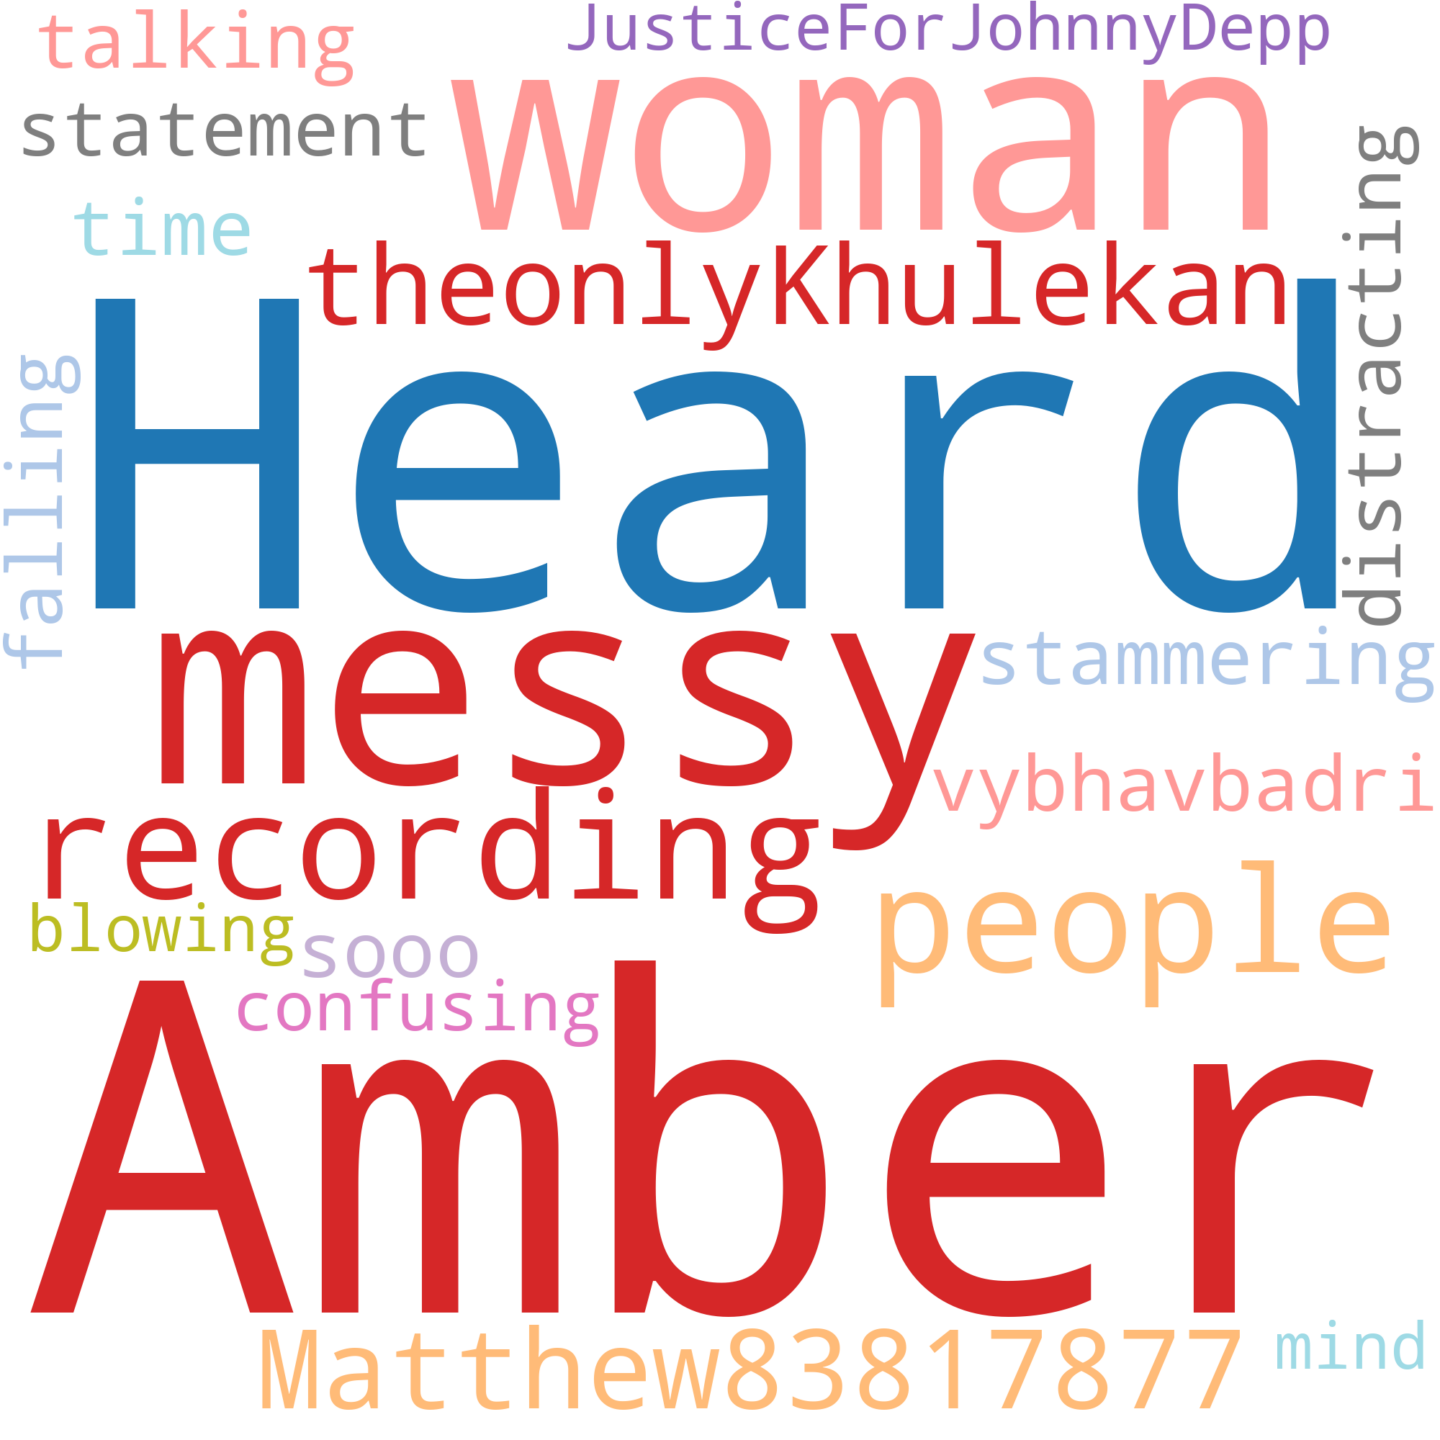 talking
JusticeForJohnnyDepp
woman
statement
time
theonlyKhulekan
distracting
Heard
falling
messy
stammering
vybhavbadri
recording
people
blowing
sooo
confusing
Amber
Matthew83817877
mind